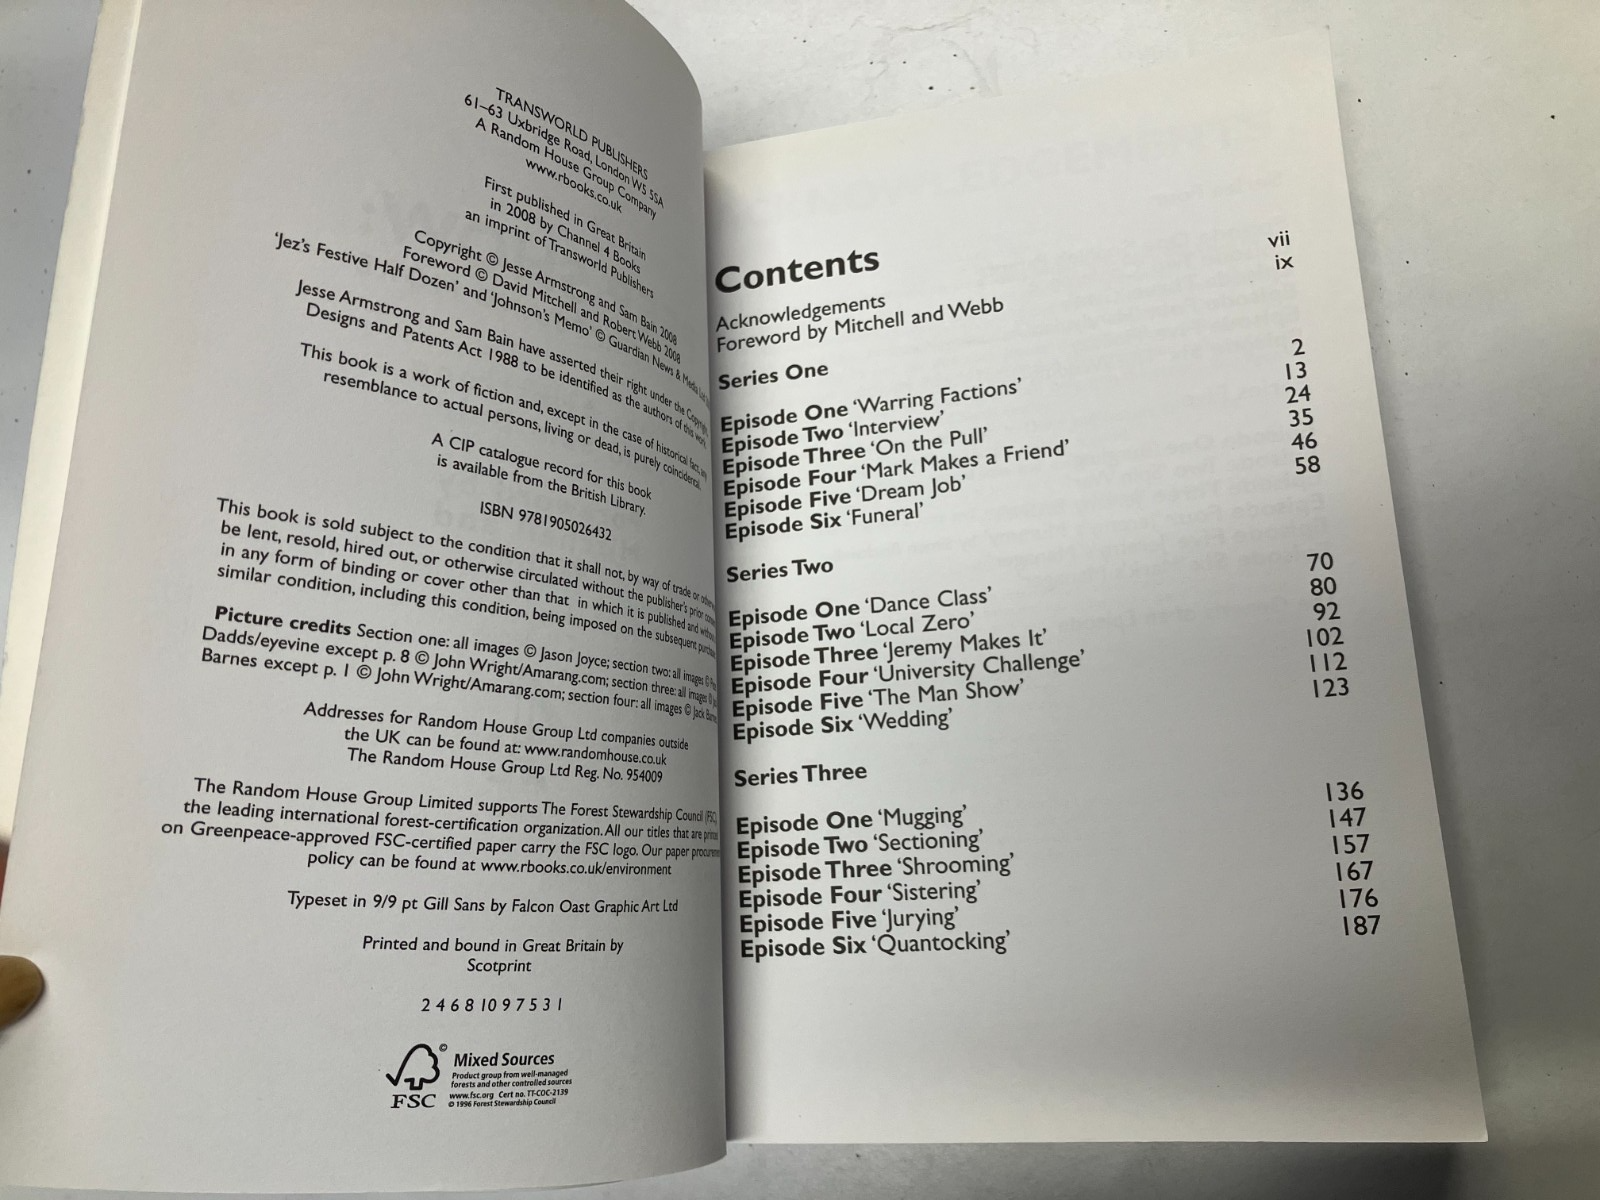 TRANSWORLD PUBLISHERS
61–63 Uxbridge Road, London W5 5SA
A Random House Group Company
www.rbooks.co.uk
First published in Great Britain
in 2008 by Channel 4 Books
an imprint of Transworld Publishers
Copyright © Jesse Armstrong and Sam Bain 2008
Foreword © David Mitchell and Robert Webb 2008
'Jez's Festive Half Dozen' and 'Johnson's Memo' © Guardian News & Media
Jesse Armstrong and Sam Bain have asserted their right under the Copyright,
Designs and Patents Act 1988 to be identified as the authors of this work.
This book is a work of fiction and, except in the case of historical fact, any
resemblance to actual persons, living or dead, is purely coincidental.
A CIP catalogue record for this book
is available from the British Library.
ISBN 9781905026432
This book is sold subject to the condition that it shall not, by way of trade or
be lent, resold, hired out, or otherwise circulated without the publisher's prior
in any form of binding or cover other than that in which it is published and
similar condition, including this condition, being imposed on the subsequent
Picture credits Section one: all images © Jason Joyce; section two: all images ©
Dadds/eyevine except p. 8 © John Wright/Amarang.com; section three: all images ©
Barnes except p. 1 © John Wright/Amarang.com; section four: all images © Jack Barnes
Addresses for Random House Group Ltd companies outside
the UK can be found at: www.randomhouse.co.uk
The Random House Group Ltd Reg. No. 954009
The Random House Group Limited supports The Forest Stewardship Council (FSC),
the leading international forest-certification organization. All our titles that are printed
on Greenpeace-approved FSC-certified paper carry the FSC logo. Our paper
policy can be found at www.rbooks.co.uk/environment
Typeset in 9/9 pt Gill Sans by Falcon Oast Graphic Art Ltd
Printed and bound in Great Britain by
Scotprint
2 4 6 8 10 9 7 5 3 1
FSC
Mixed Sources
Product group from well-managed
forests and other controlled sources
www.fsc.org Cert no. TT-COC-2139
© 1996 Forest Stewardship Council
Contents
Acknowledgements vii
Foreword by Mitchell and Webb ix
Series One
Episode One 'Warring Factions' 2
Episode Two 'Interview' 13
Episode Three 'On the Pull' 24
Episode Four 'Mark Makes a Friend' 35
Episode Five 'Dream Job' 46
Episode Six 'Funeral' 58
Series Two
Episode One 'Dance Class' 70
Episode Two 'Local Zero' 80
Episode Three 'Jeremy Makes It' 92
Episode Four 'University Challenge' 102
Episode Five 'The Man Show' 112
Episode Six 'Wedding' 123
Series Three
Episode One 'Mugging' 136
Episode Two 'Sectioning' 147
Episode Three 'Shrooming' 157
Episode Four 'Sistering' 167
Episode Five 'Jurying' 176
Episode Six 'Quantocking' 187